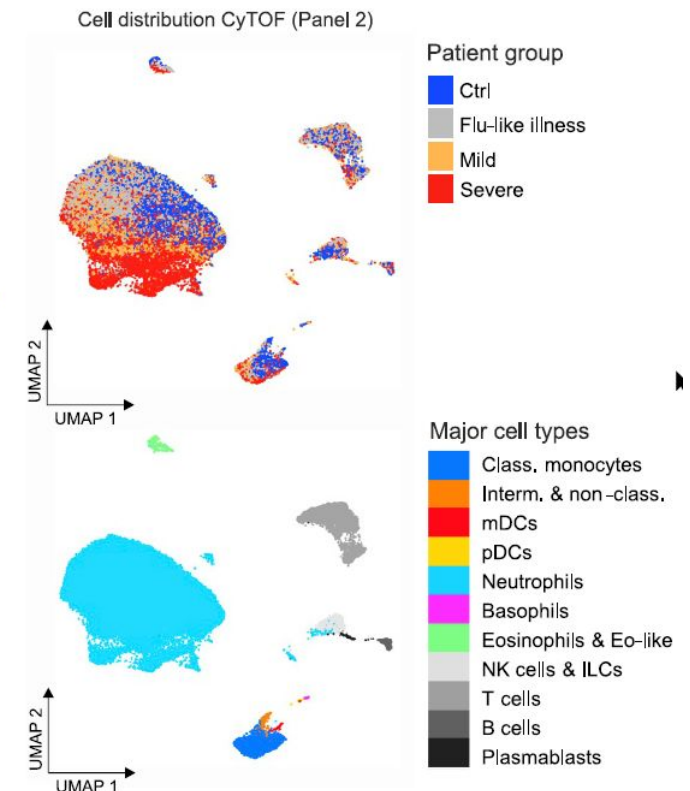 Cell distribution CyTOF (Panel 2)
Patient group
Ctrl
Flu-like illness
Mild
Severe
UMAP 2
UMAP 1
Major cell types
Class. monocytes
Interm. & non-class.
mDCs
pDCs
Neutrophils
Basophils
Eosinophils & Eo-like
NK cells & ILCs
T cells
B cells
Plasmablasts
UMAP 2
UMAP 1